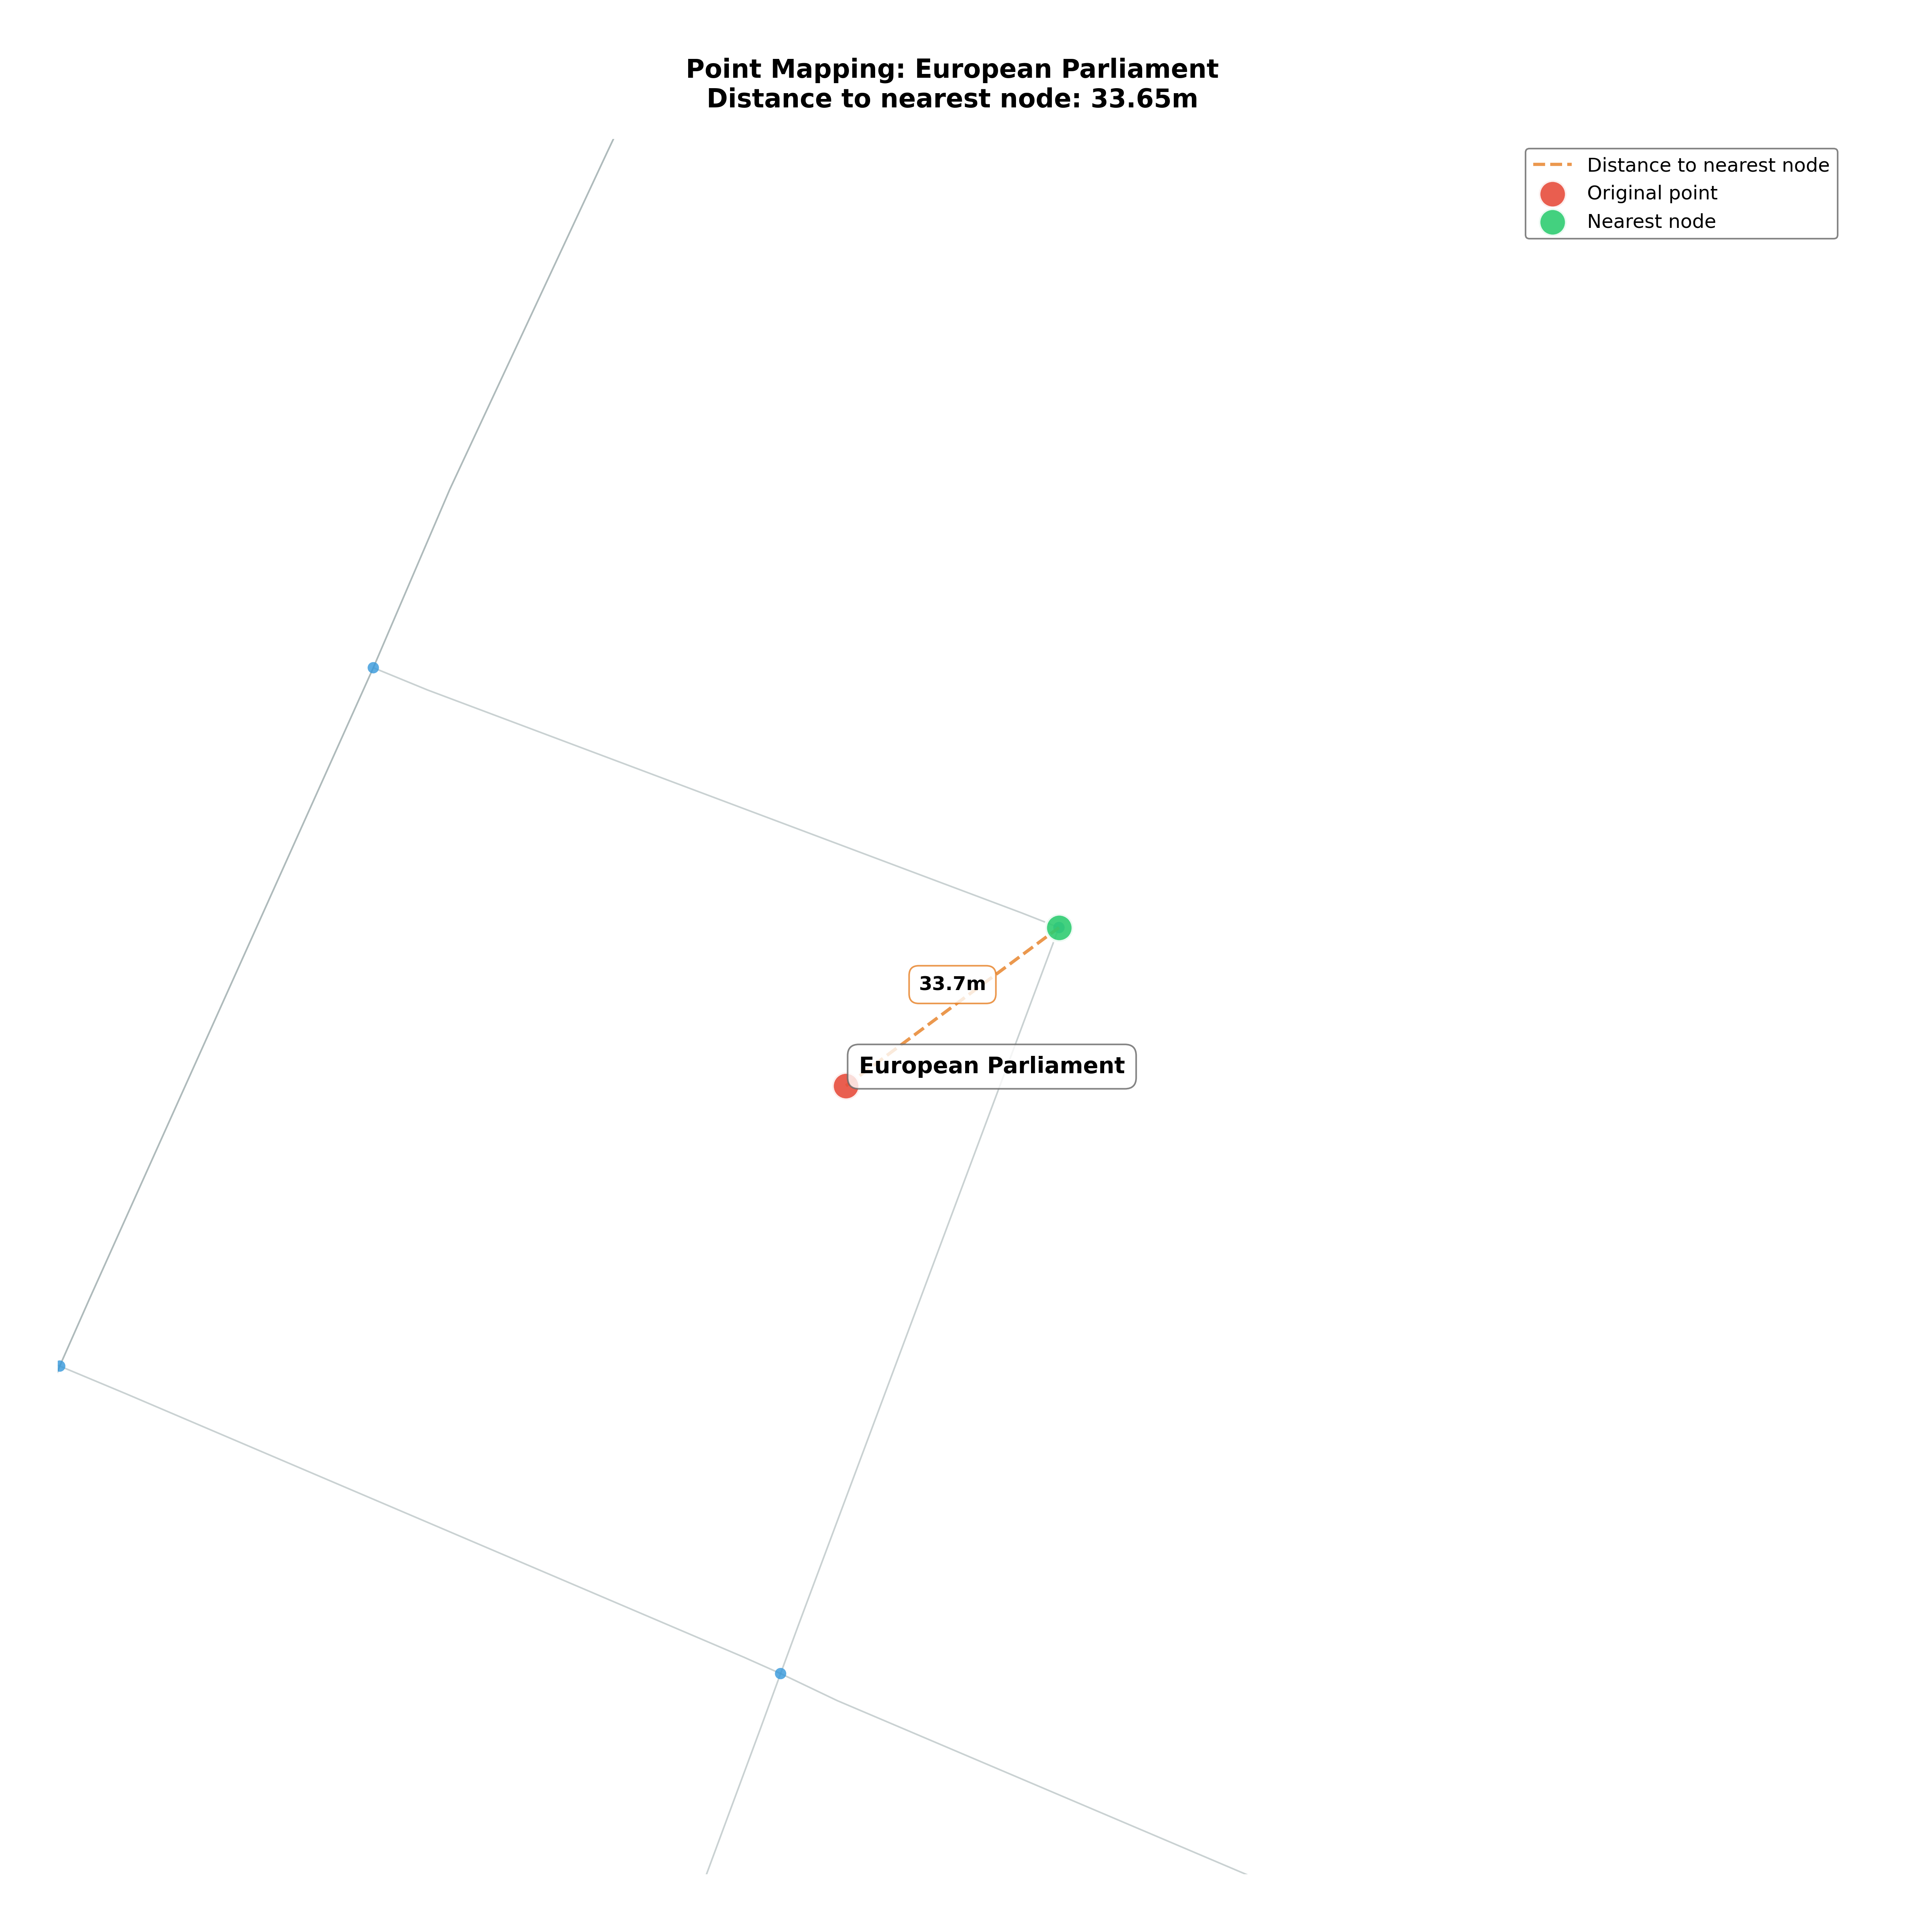 Point Mapping: European Parliament
Distance to nearest node: 33.65m
Distance to nearest node
Original point
Nearest node
33.7m
European Parliament